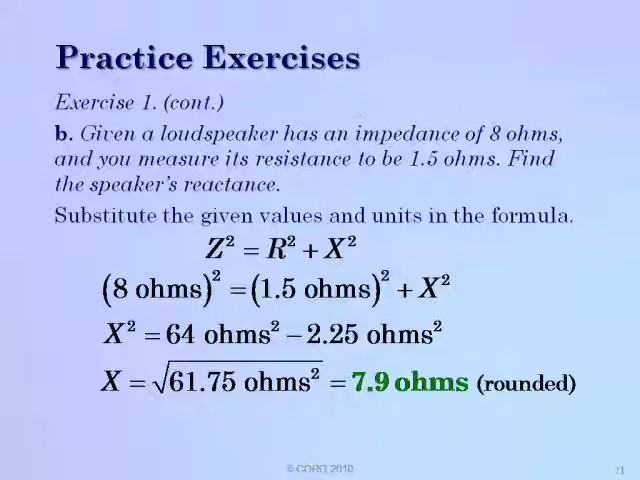 Practice Exercises
Exercise 1. (cont.)
b. Given a loudspeaker has an impedance of 8 ohms,
and you measure its resistance to be 1.5 ohms. Find
the speaker's reactance.
Substitute the given values and units in the formula.
Z² = R² + X²
(8 ohms)² = (1.5 ohms)² + X²
X² = 64 ohms² − 2.25 ohms²
X = √61.75 ohms² = 7.9 ohms (rounded)
© CORD 2010